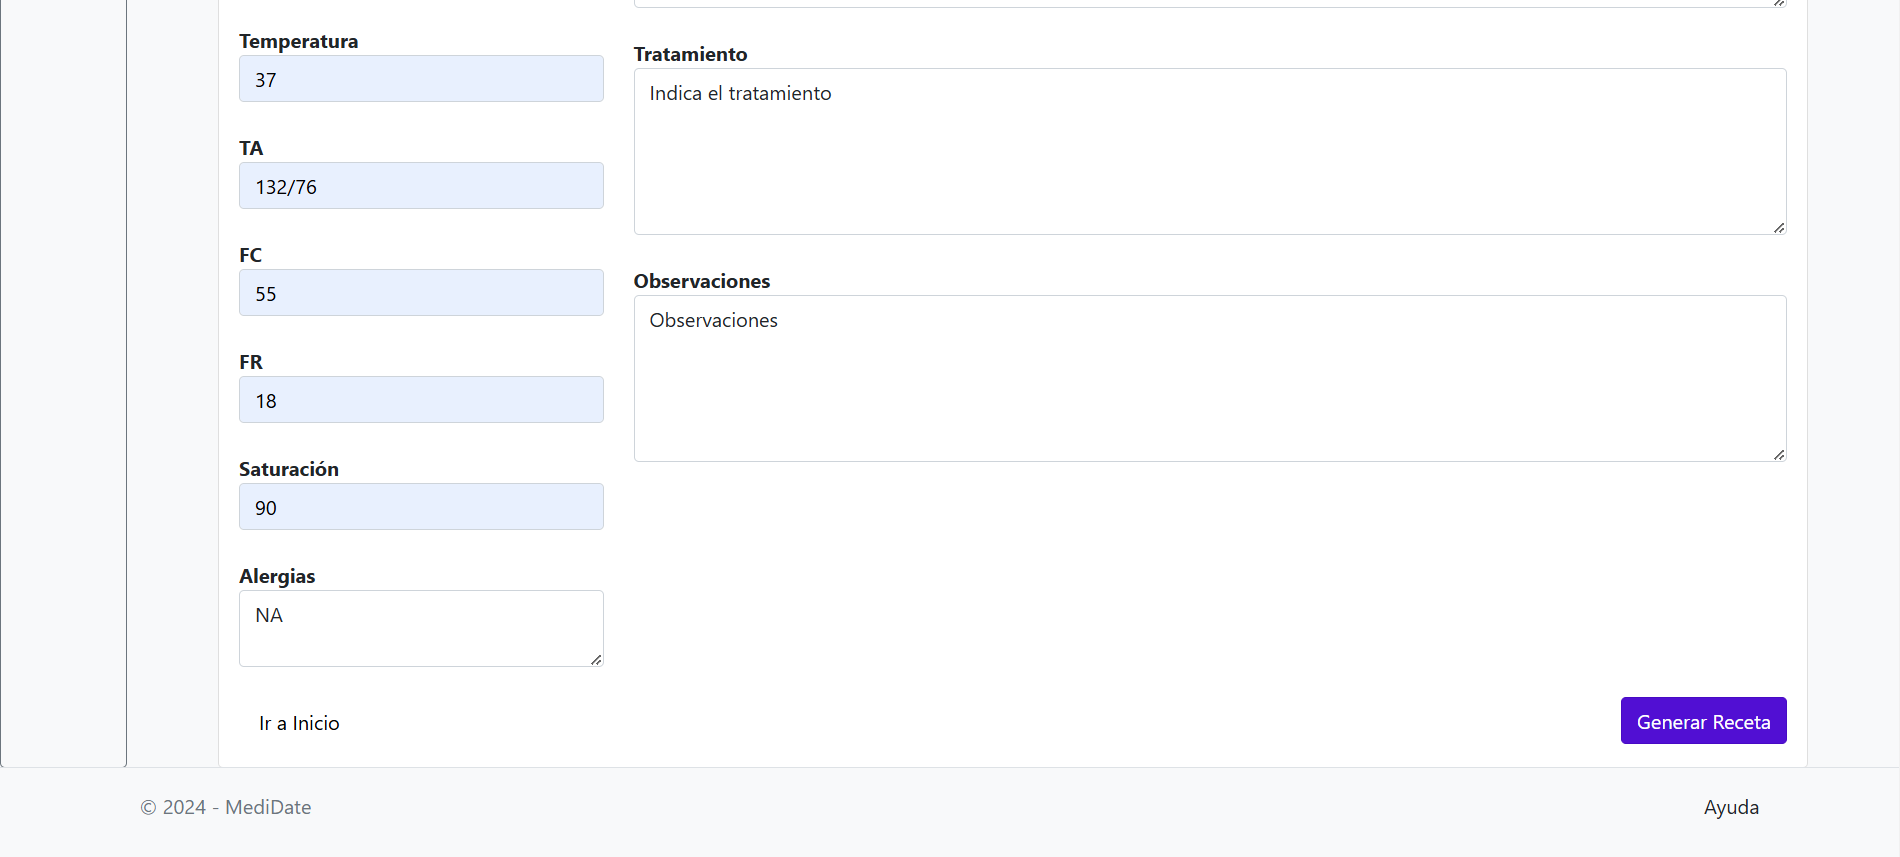 Temperatura
37
TA
132/76
FC
55
FR
18
Saturación
90
Alergias
NA
Tratamiento
Indica el tratamiento
Observaciones
Observaciones
Ir a Inicio
Generar Receta
© 2024 - MediDate
Ayuda